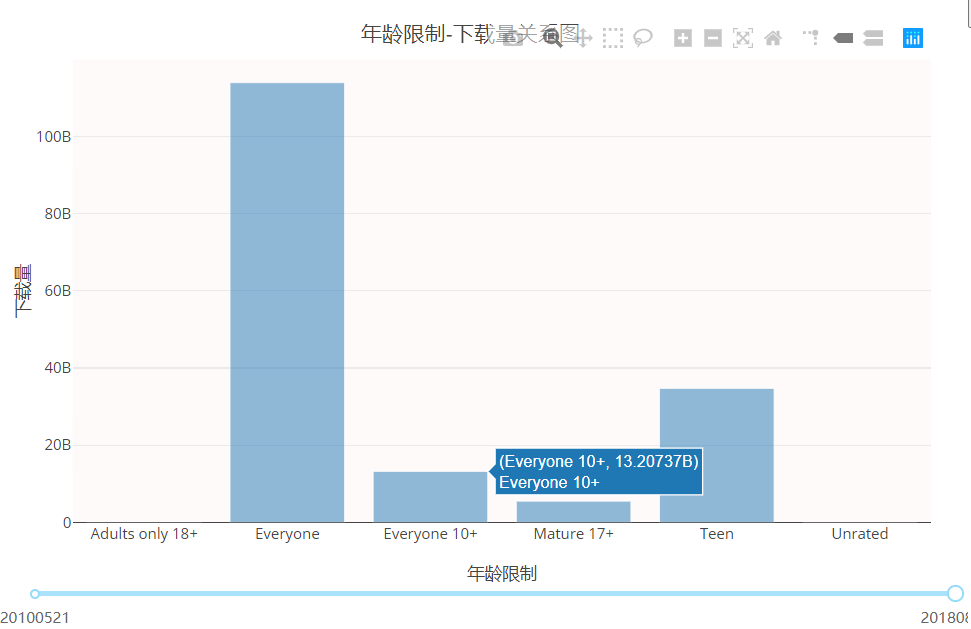 年龄限制-下载量关系图
100B
80B
60B
40B
20B
0
下载量
(Everyone 10+, 13.20737B)
Everyone 10+
Adults only 18+ Everyone Everyone 10+ Mature 17+ Teen Unrated
年龄限制
20100521 201808